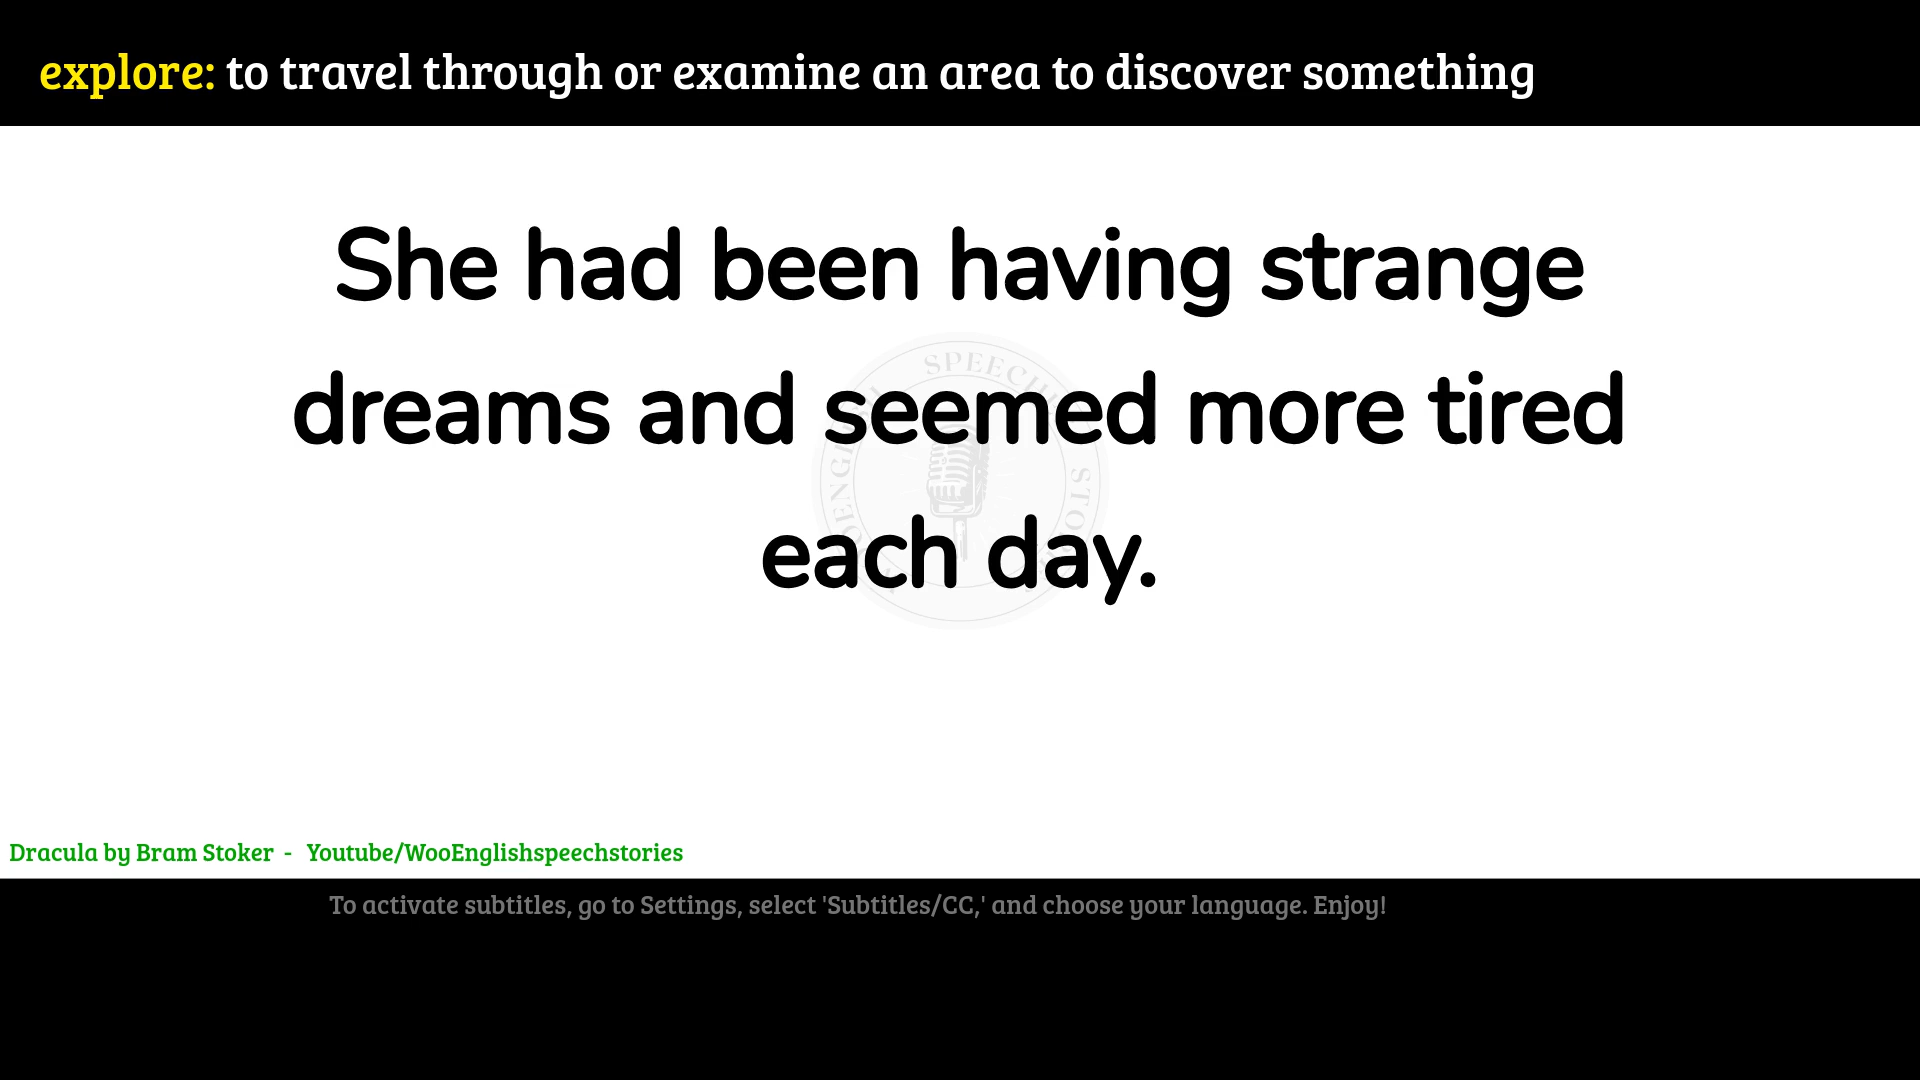 explore: to travel through or examine an area to discover something
She had been having strange
dreams and seemed more tired
each day.
Dracula by Bram Stoker - Youtube/WooEnglishspeechstories
To activate subtitles, go to Settings, select 'Subtitles/CC,' and choose your language. Enjoy!